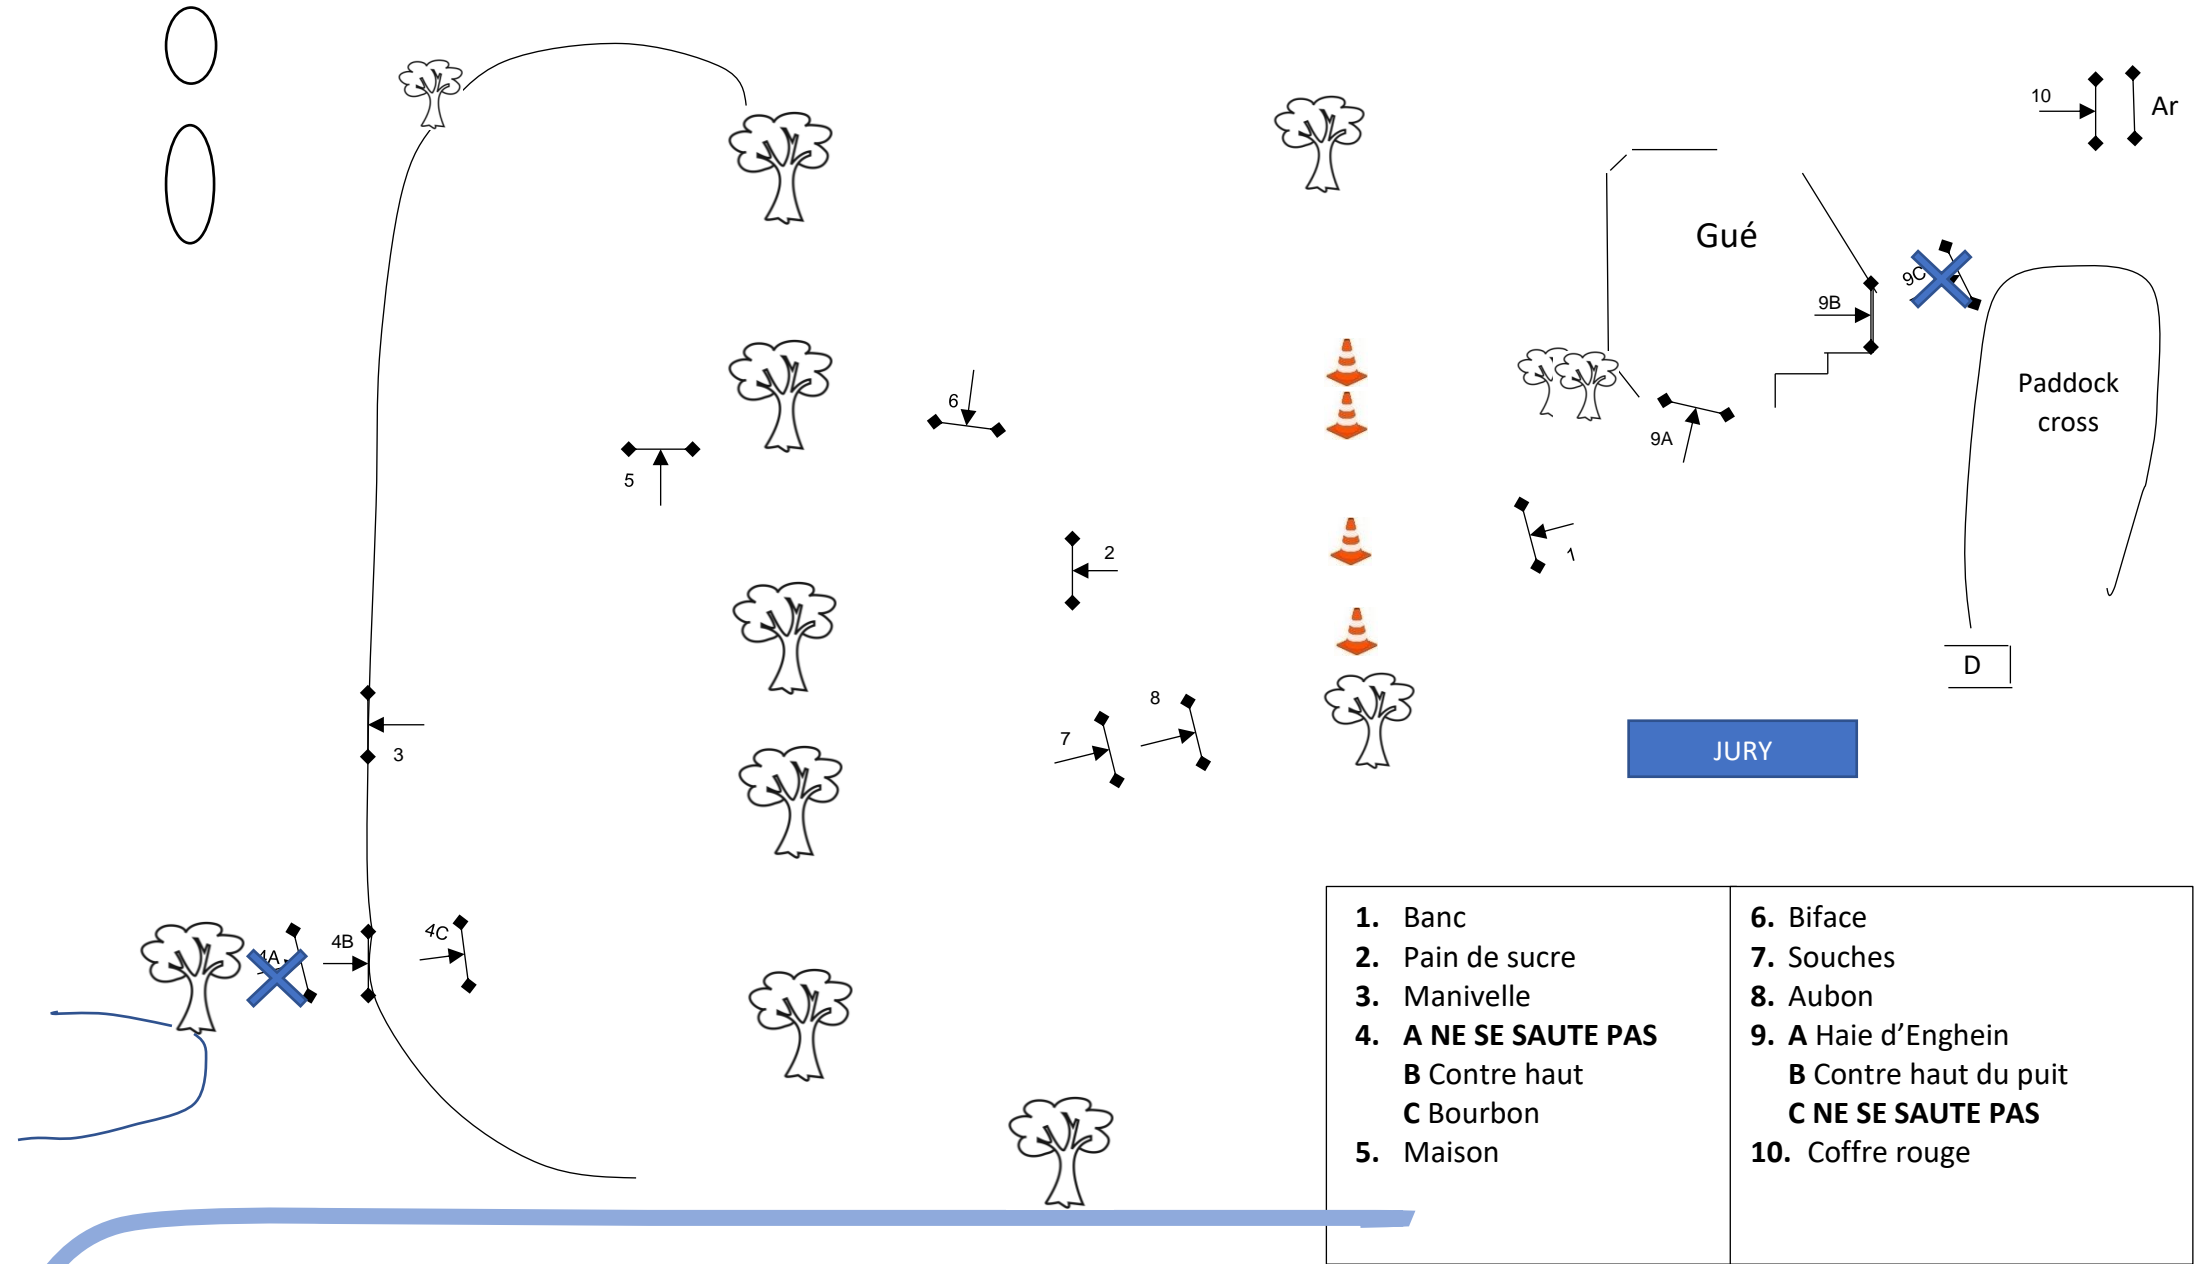 10
Ar
Gué
9C
9B
Paddock
cross
6
9A
5
2
1
D
8
7
JURY
3
4C
4B
4A
1. Banc
2. Pain de sucre
3. Manivelle
4. A NE SE SAUTE PAS
B Contre haut
C Bourbon
5. Maison
6. Biface
7. Souches
8. Aubon
9. A Haie d’Enghein
B Contre haut du puit
C NE SE SAUTE PAS
10. Coffre rouge